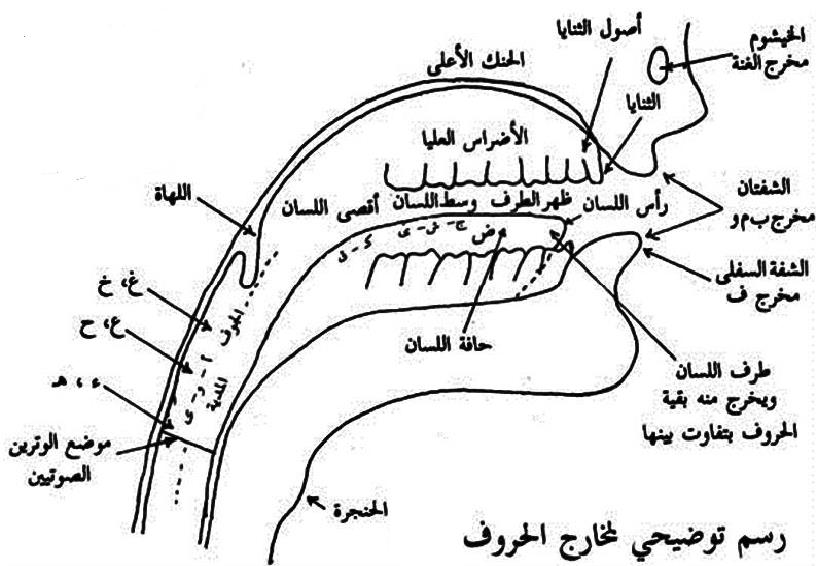 أصول الثنايا
الخيشوم
مخرج الغنة
الحنك الأعلى
الثنايا
الأضراس العليا
اللهاة
أقصى اللسان
وسط اللسان
ظهر الطرف
رأس اللسان
الشفتان
مخرج ب م و
ج - ش - ى
ض
الشفة السفلى
مخرج ف
غ، خ
ع، ح
ء، هـ
الجوف
ا - و - ى
المدية
حافة اللسان
طرف اللسان
ويخرج منه بقية
الحروف بتفاوت بينها
موضع الوترين
الصوتيين
الحنجرة
رسم توضيحي لمخارج الحروف